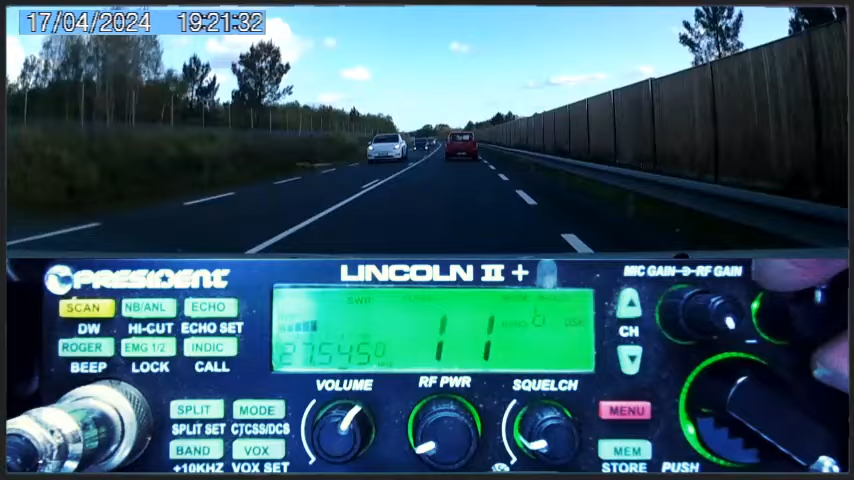 17/04/2024 19:21:32
PRESIDENT LINCOLN II + MIC GAIN RF GAIN
SCAN NB/ANL ECHO
DW HI-CUT ECHO SET
ROGER EMG 1/2 INDIC
BEEP LOCK CALL
SWR
11
27.5450
CH
VOLUME RF PWR SQUELCH
SPLIT MODE MENU
SPLIT SET CTCSS/DCS
BAND VOX MEM
+10KHZ VOX SET STORE PUSH